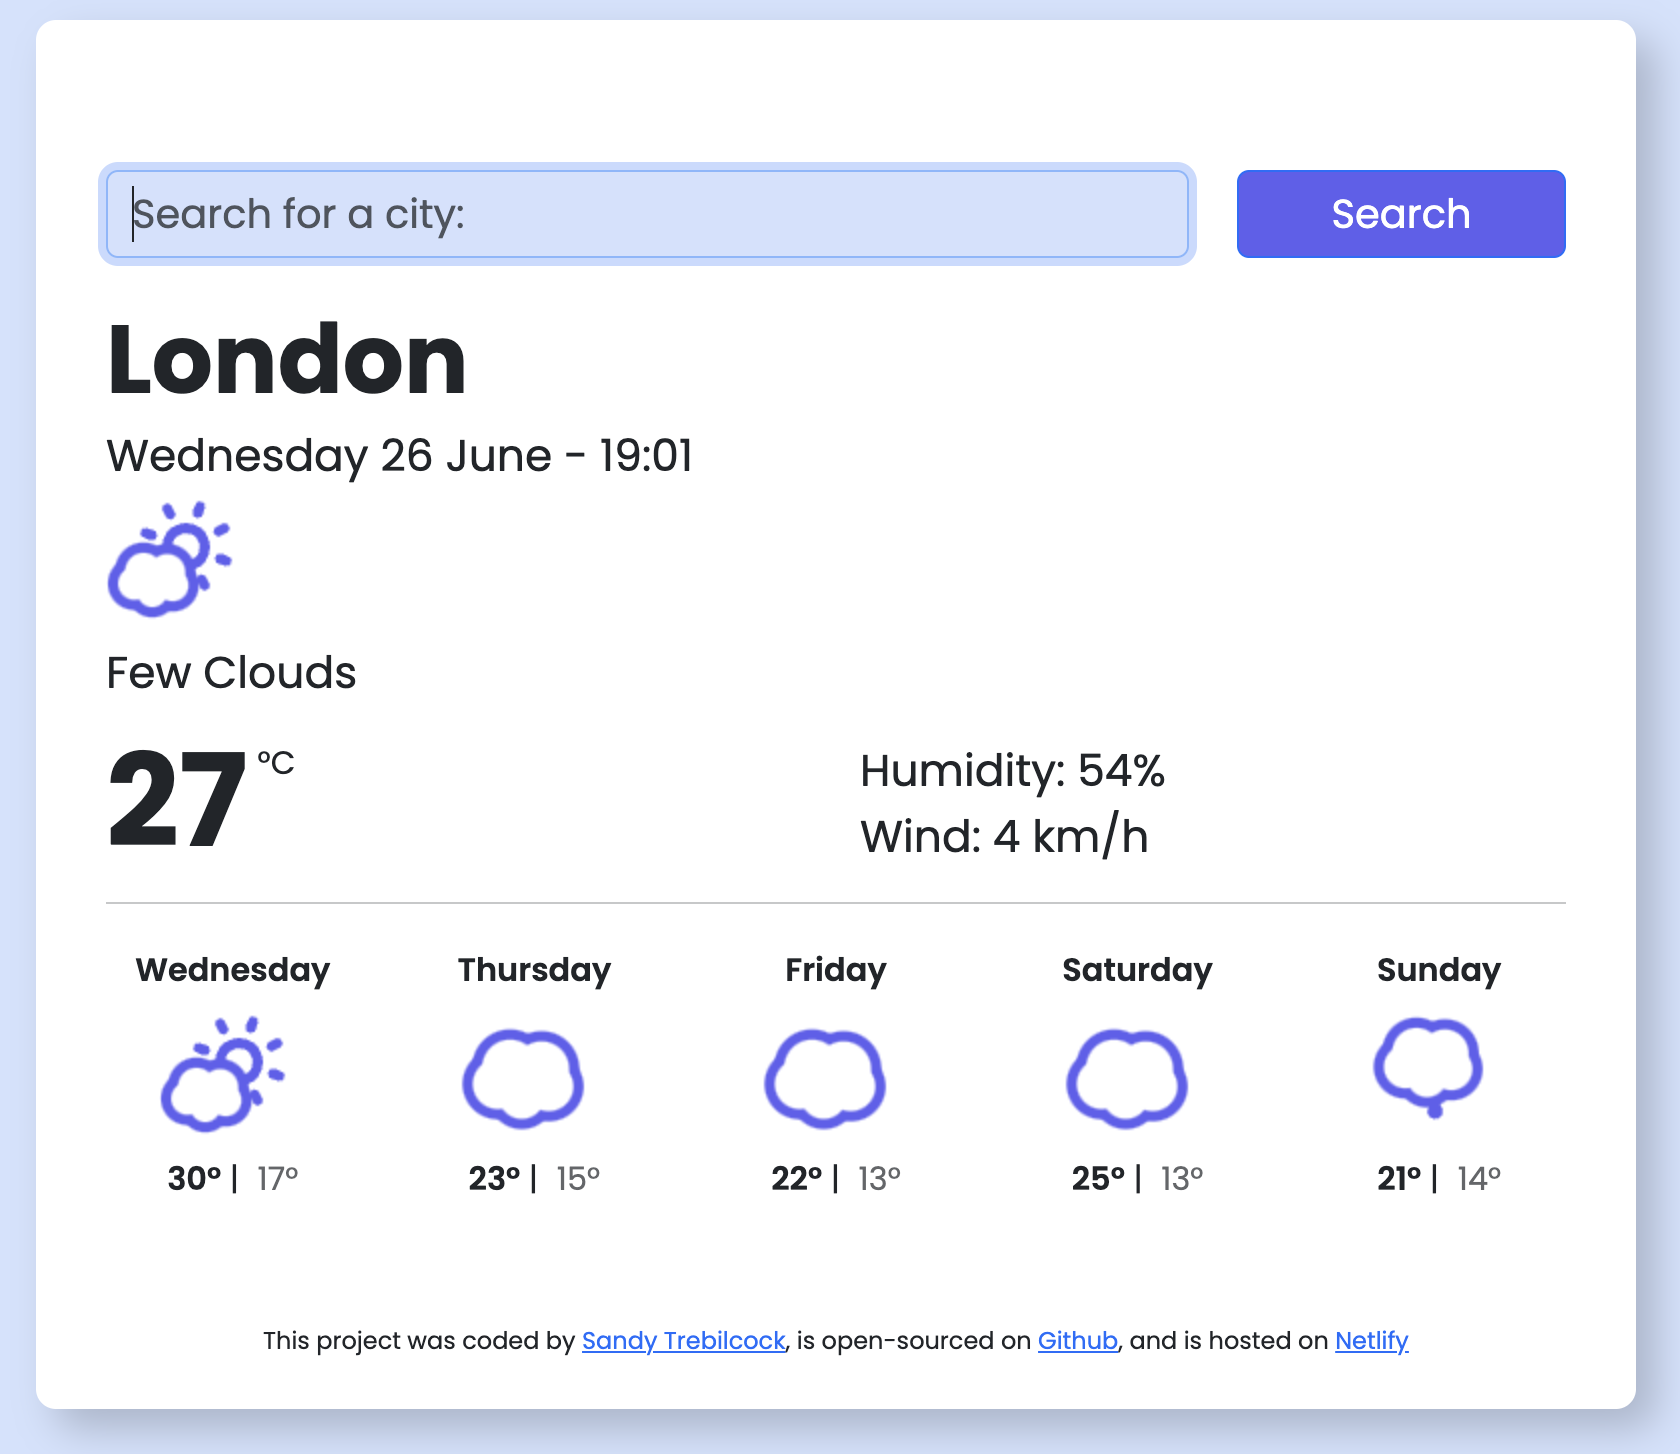 Search for a city:
Search
London
Wednesday 26 June - 19:01
Few Clouds
27 °C
Humidity: 54%
Wind: 4 km/h
Wednesday Thursday Friday Saturday Sunday
30° | 17° 23° | 15° 22° | 13° 25° | 13° 21° | 14°
This project was coded by Sandy Trebilcock, is open-sourced on Github, and is hosted on Netlify